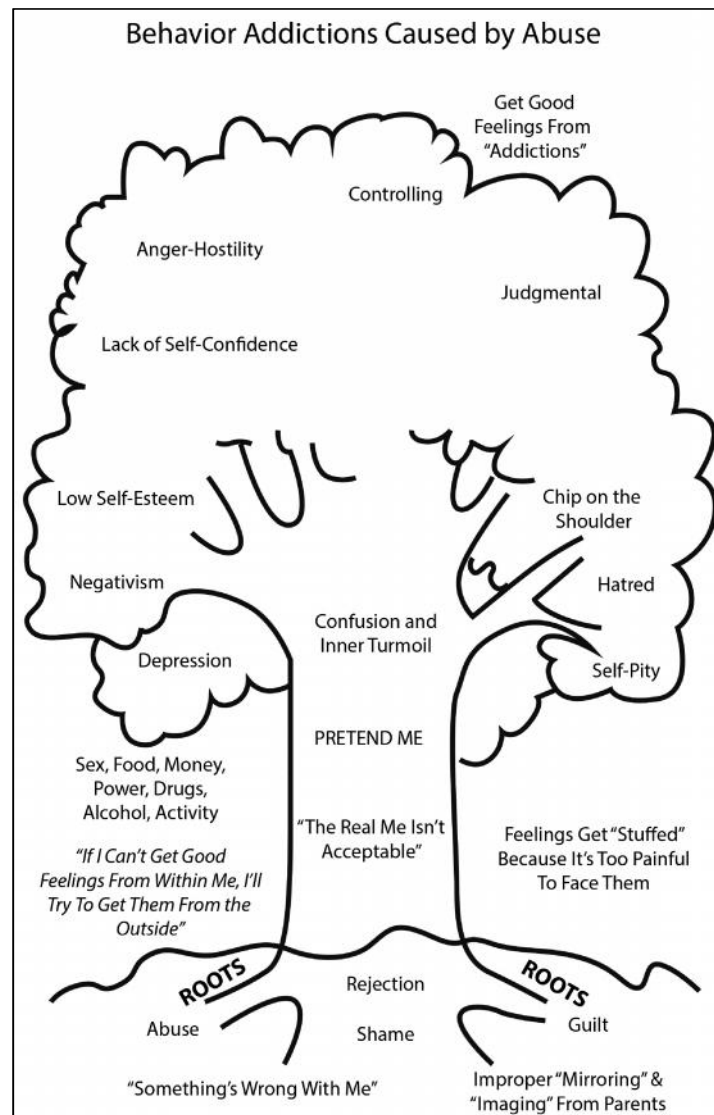 Behavior Addictions Caused by Abuse
Get Good
Feelings From
“Addictions”
Controlling
Anger-Hostility
Judgmental
Lack of Self-Confidence
Low Self-Esteem
Chip on the
Shoulder
Negativism
Hatred
Confusion and
Inner Turmoil
Depression
Self-Pity
PRETEND ME
Sex, Food, Money,
Power, Drugs,
Alcohol, Activity
“The Real Me Isn't
Acceptable”
Feelings Get “Stuffed”
Because It's Too Painful
To Face Them
“If I Can't Get Good
Feelings From Within Me, I'll
Try To Get Them From the
Outside”
ROOTS
ROOTS
Rejection
Abuse
Shame
Guilt
“Something's Wrong With Me”
Improper “Mirroring” &
“Imaging” From Parents